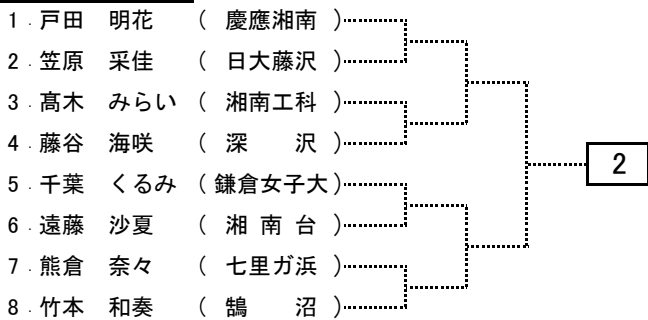 1 . 戸田　明花　（　慶應湘南　）
2 . 笠原　采佳　（　日大藤沢　）
3 . 髙木　みらい　（　湘南工科　）
4 . 藤谷　海咲　（　深　　沢　）
5 . 千葉　くるみ　（ 鎌倉女子大 ）
6 . 遠藤　沙夏　（　湘 南 台　）
7 . 熊倉　奈々　（　七里ガ浜　）
8 . 竹本　和奏　（　鵠　　沼　）
2